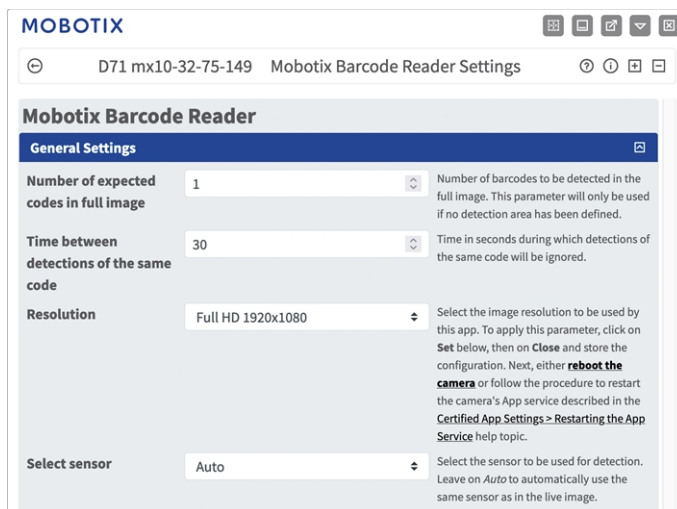 MOBOTIX
D71 mx10-32-75-149 Mobotix Barcode Reader Settings
Mobotix Barcode Reader
General Settings
Number of expected
codes in full image
1
Number of barcodes to be detected in the
full image. This parameter will only be used
if no detection area has been defined.
Time between
detections of the same
code
30
Time in seconds during which detections of
the same code will be ignored.
Resolution
Full HD 1920x1080
Select the image resolution to be used by
this app. To apply this parameter, click on
Set below, then on Close and store the
configuration. Next, either reboot the
camera or follow the procedure to restart
the camera's App service described in the
Certified App Settings > Restarting the App
Service help topic.
Select sensor
Auto
Select the sensor to be used for detection.
Leave on Auto to automatically use the
same sensor as in the live image.